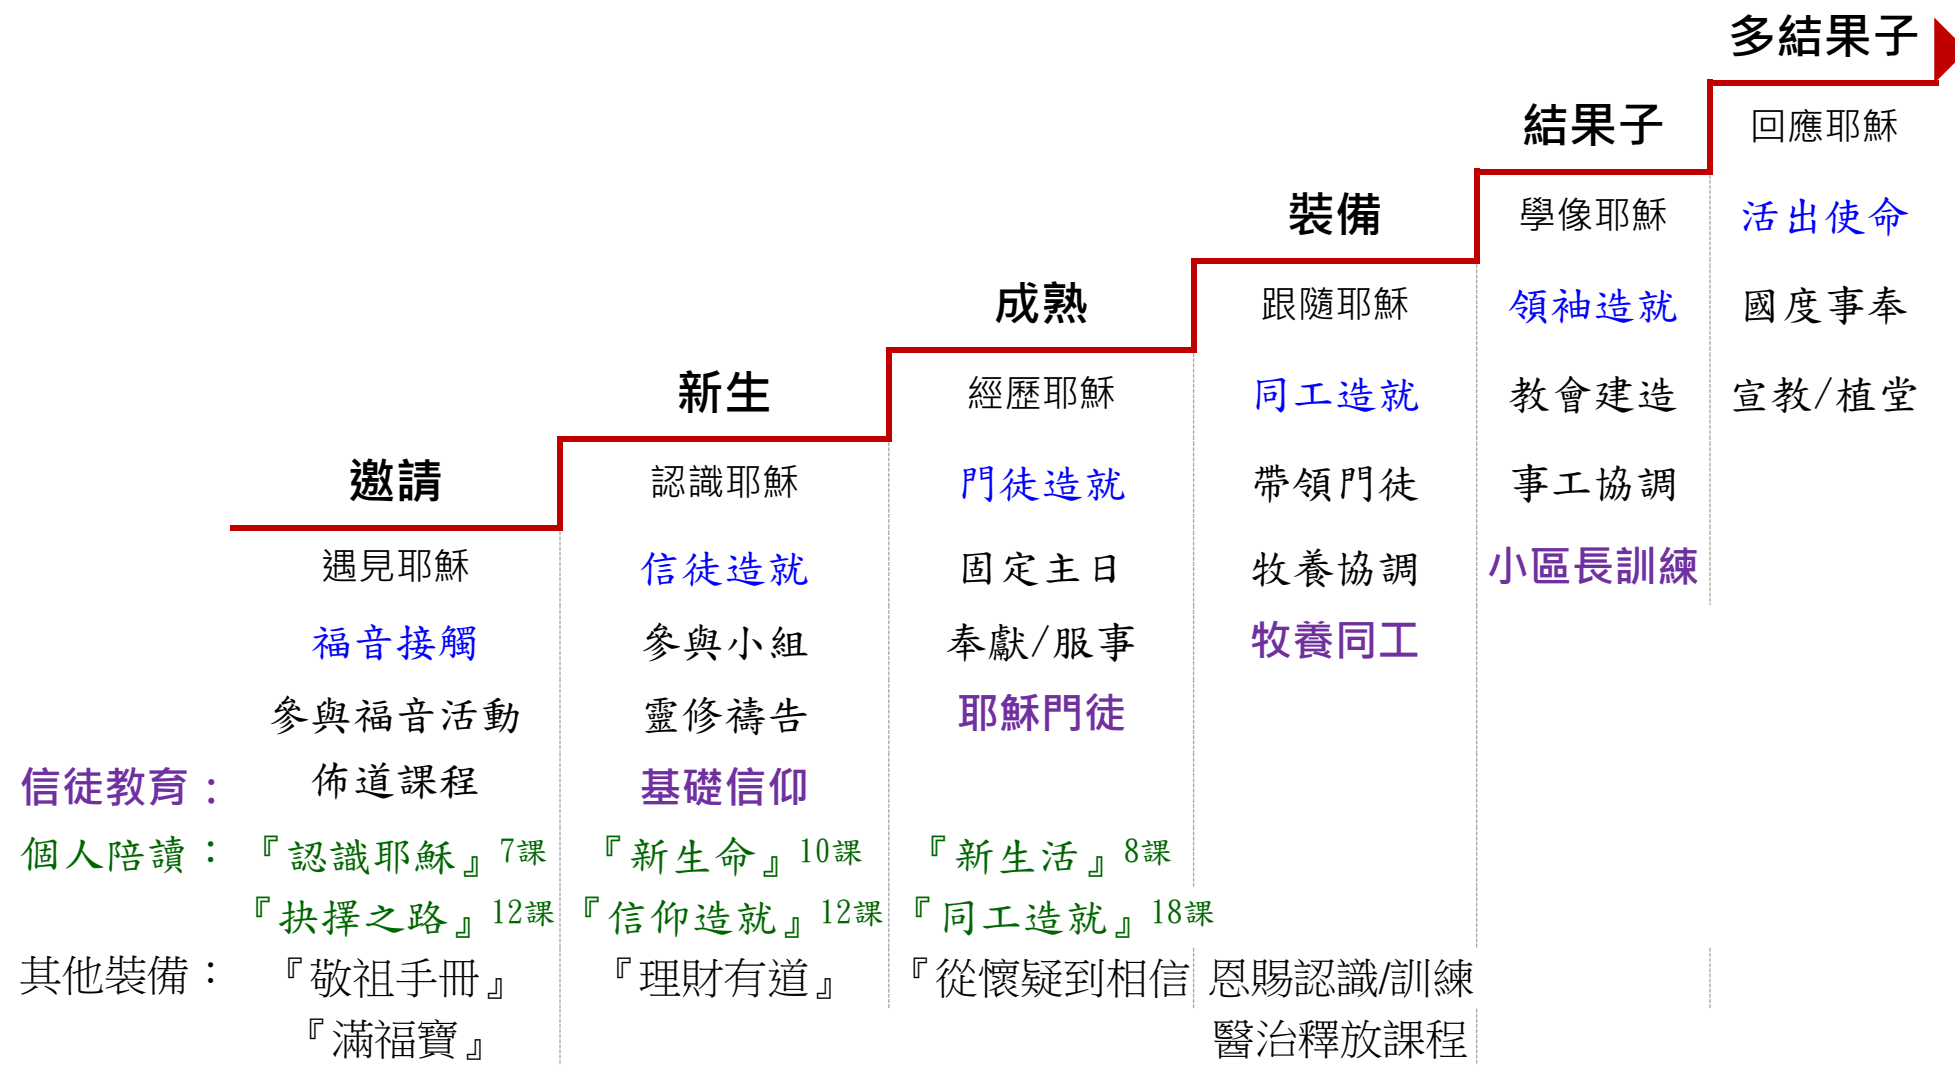 多結果子
結果子 回應耶穌
裝備 學像耶穌 活出使命
成熟 跟隨耶穌 領袖造就 國度事奉
新生 經歷耶穌 同工造就 教會建造 宣教/植堂
邀請 認識耶穌 門徒造就 帶領門徒 事工協調
遇見耶穌 信徒造就 固定主日 牧養協調 小區長訓練
福音接觸 參與小組 奉獻/服事 牧養同工
參與福音活動 靈修禱告 耶穌門徒
信徒教育： 佈道課程 基礎信仰
個人陪讀： 『認識耶穌』7課 『新生命』10課 『新生活』8課
『抉擇之路』12課 『信仰造就』12課 『同工造就』18課
其他裝備： 『敬祖手冊』 『理財有道』 『從懷疑到相信 恩賜認識/訓練
『滿福寶』 醫治釋放課程